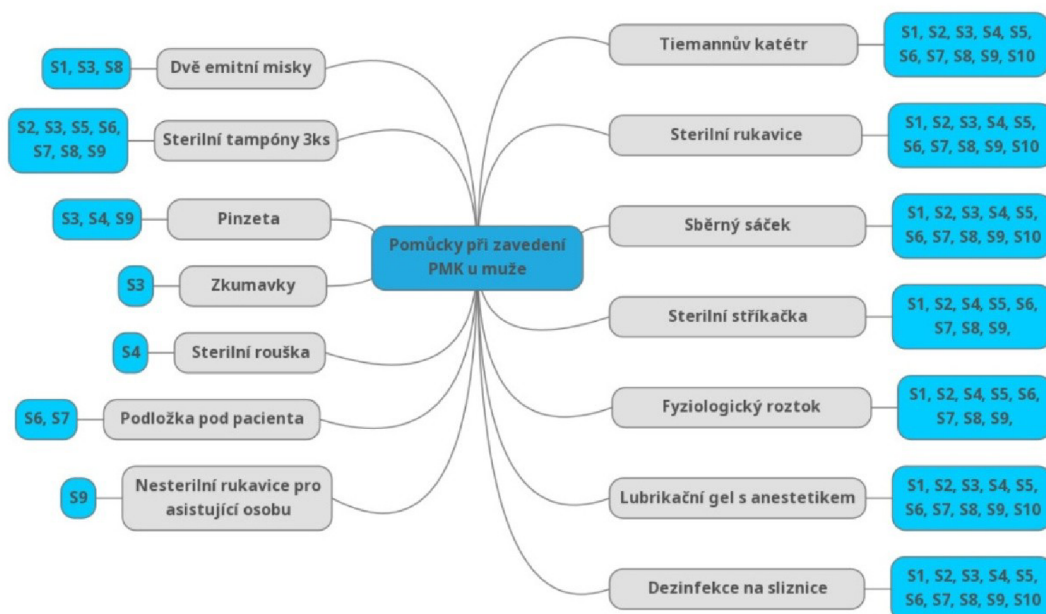 Pomůcky při zavedení
PMK u muže
Dvě emitní misky
S1, S3, S8
Sterilní tampóny 3ks
S2, S3, S5, S6,
S7, S8, S9
Pinzeta
S3, S4, S9
Zkumavky
S3
Sterilní rouška
S4
Podložka pod pacienta
S6, S7
Nesterilní rukavice pro
asistující osobu
S9
Tiemannův katétr
S1, S2, S3, S4, S5,
S6, S7, S8, S9, S10
Sterilní rukavice
S1, S2, S3, S4, S5,
S6, S7, S8, S9, S10
Sběrný sáček
S1, S2, S3, S4, S5,
S6, S7, S8, S9, S10
Sterilní stříkačka
S1, S2, S4, S5, S6,
S7, S8, S9,
Fyziologický roztok
S1, S2, S4, S5, S6,
S7, S8, S9,
Lubrikační gel s anestetikem
S1, S2, S3, S4, S5,
S6, S7, S8, S9, S10
Dezinfekce na sliznice
S1, S2, S3, S4, S5,
S6, S7, S8, S9, S10